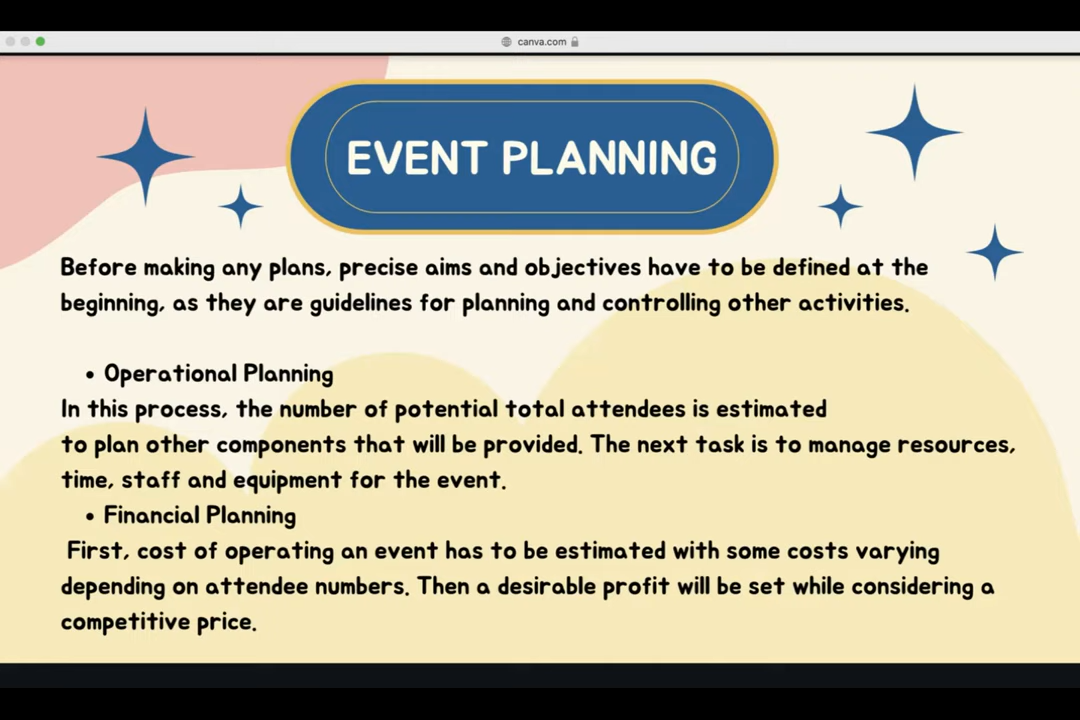 canva.com
EVENT PLANNING
Before making any plans, precise aims and objectives have to be defined at the
beginning, as they are guidelines for planning and controlling other activities.
• Operational Planning
In this process, the number of potential total attendees is estimated
to plan other components that will be provided. The next task is to manage resources,
time, staff and equipment for the event.
• Financial Planning
First, cost of operating an event has to be estimated with some costs varying
depending on attendee numbers. Then a desirable profit will be set while considering a
competitive price.